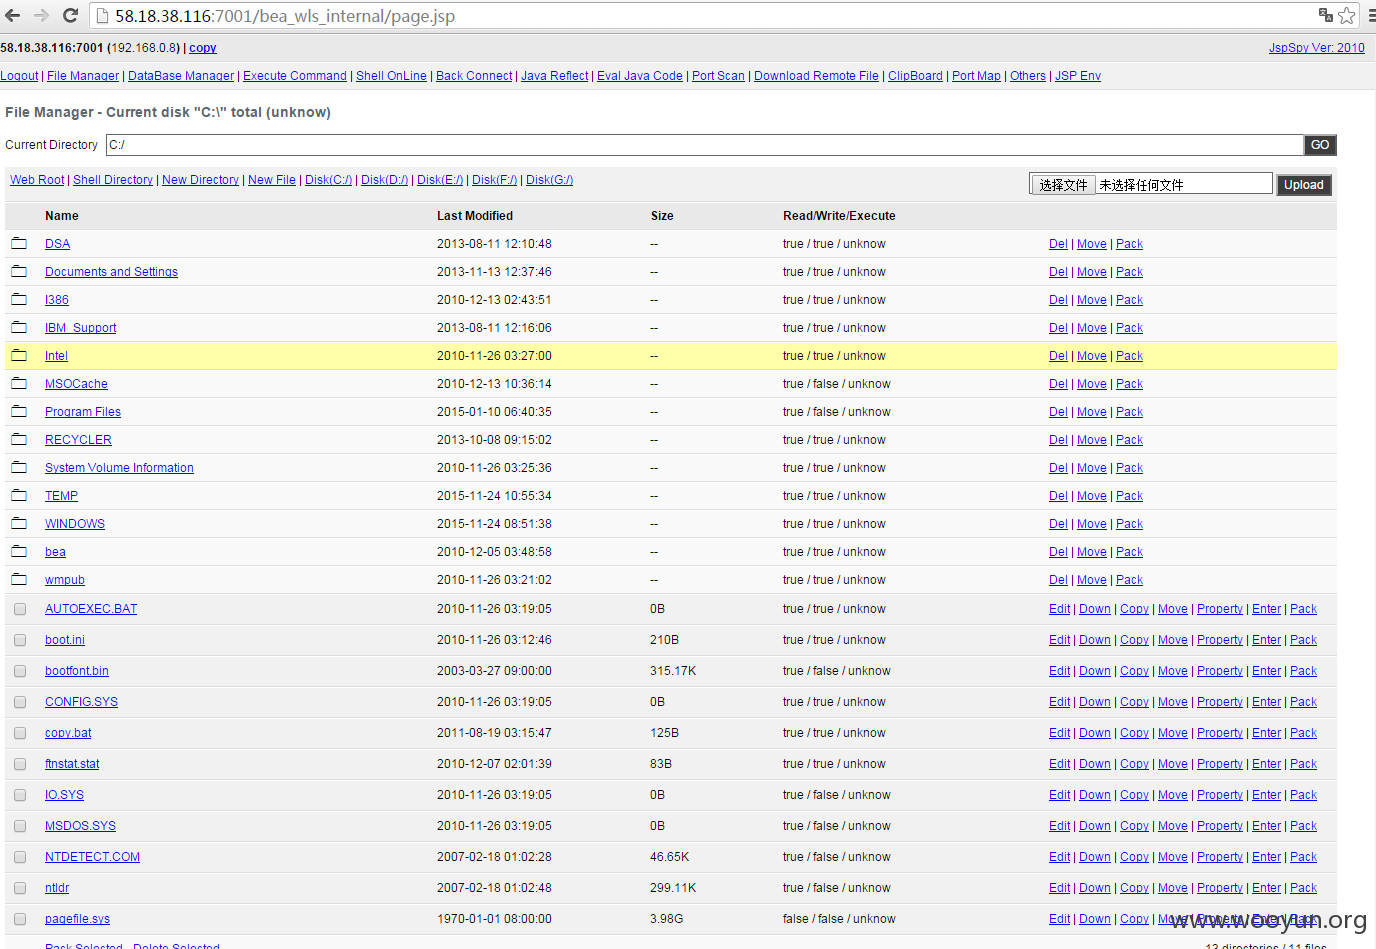 58.18.38.116:7001/bea_wls_internal/page.jsp
58.18.38.116:7001 (192.168.0.8) | copy JspSpy Ver: 2010
Logout | File Manager | DataBase Manager | Execute Command | Shell OnLine | Back Connect | Java Reflect | Eval Java Code | Port Scan | Download Remote File | ClipBoard | Port Map | Others | JSP Env
File Manager - Current disk "C:\" total (unknow)
Current Directory C:/ GO
Web Root | Shell Directory | New Directory | New File | Disk(C:/) | Disk(D:/) | Disk(E:/) | Disk(F:/) | Disk(G:/) 选择文件 未选择任何文件 Upload
Name Last Modified Size Read/Write/Execute
DSA 2013-08-11 12:10:48 -- true / true / unknow Del | Move | Pack
Documents and Settings 2013-11-13 12:37:46 -- true / true / unknow Del | Move | Pack
I386 2010-12-13 02:43:51 -- true / true / unknow Del | Move | Pack
IBM_Support 2013-08-11 12:16:06 -- true / true / unknow Del | Move | Pack
Intel 2010-11-26 03:27:00 -- true / true / unknow Del | Move | Pack
MSOCache 2010-12-13 10:36:14 -- true / false / unknow Del | Move | Pack
Program Files 2015-01-10 06:40:35 -- true / false / unknow Del | Move | Pack
RECYCLER 2013-10-08 09:15:02 -- true / true / unknow Del | Move | Pack
System Volume Information 2010-11-26 03:25:36 -- true / true / unknow Del | Move | Pack
TEMP 2015-11-24 10:55:34 -- true / true / unknow Del | Move | Pack
WINDOWS 2015-11-24 08:51:38 -- true / true / unknow Del | Move | Pack
bea 2010-12-05 03:48:58 -- true / true / unknow Del | Move | Pack
wmpub 2010-11-26 03:21:02 -- true / true / unknow Del | Move | Pack
AUTOEXEC.BAT 2010-11-26 03:19:05 0B true / true / unknow Edit | Down | Copy | Move | Property | Enter | Pack
boot.ini 2010-11-26 03:12:46 210B true / true / unknow Edit | Down | Copy | Move | Property | Enter | Pack
bootfont.bin 2003-03-27 09:00:00 315.17K true / false / unknow Edit | Down | Copy | Move | Property | Enter | Pack
CONFIG.SYS 2010-11-26 03:19:05 0B true / true / unknow Edit | Down | Copy | Move | Property | Enter | Pack
copy.bat 2011-08-19 03:15:47 125B true / true / unknow Edit | Down | Copy | Move | Property | Enter | Pack
ftnstat.stat 2010-12-07 02:01:39 83B true / true / unknow Edit | Down | Copy | Move | Property | Enter | Pack
IO.SYS 2010-11-26 03:19:05 0B true / false / unknow Edit | Down | Copy | Move | Property | Enter | Pack
MSDOS.SYS 2010-11-26 03:19:05 0B true / false / unknow Edit | Down | Copy | Move | Property | Enter | Pack
NTDETECT.COM 2007-02-18 01:02:28 46.65K true / false / unknow Edit | Down | Copy | Move | Property | Enter | Pack
ntldr 2007-02-18 01:02:48 299.11K true / false / unknow Edit | Down | Copy | Move | Property | Enter | Pack
pagefile.sys 1970-01-01 08:00:00 3.98G false / false / unknow Edit | Down | Copy | Move | Property | Enter | Pack
www.wooyun.org
Pack Selected - Delete Selected 13 directories / 11 files